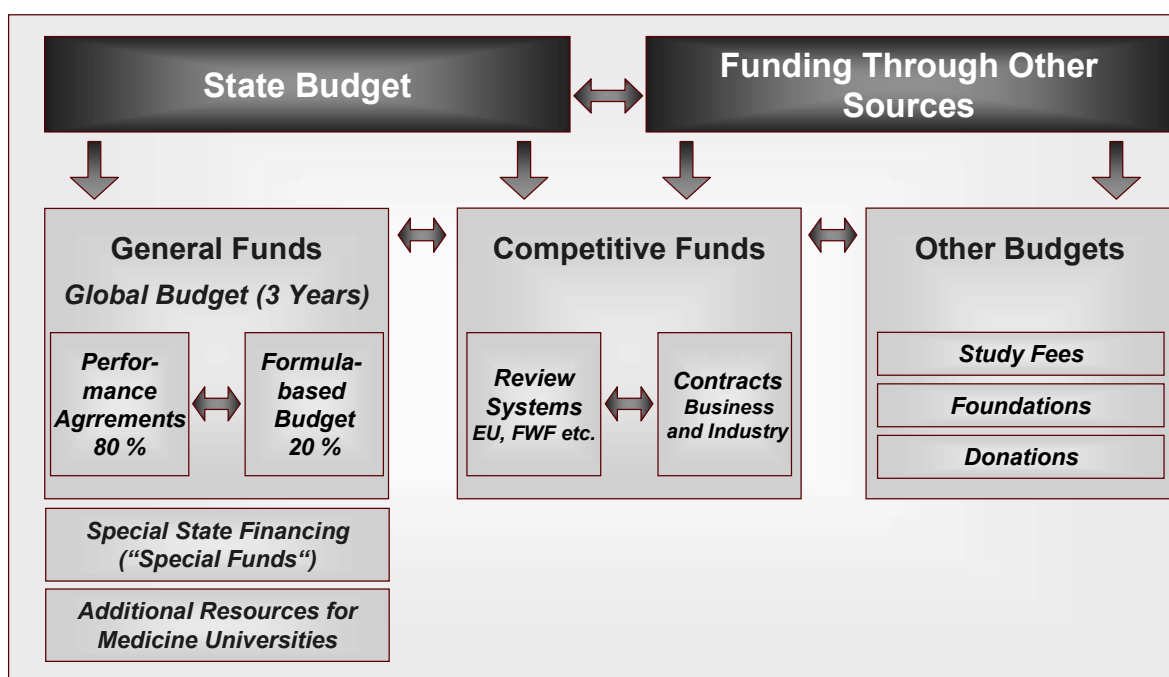 State Budget
Funding Through Other
Sources
General Funds
Global Budget (3 Years)
Perfor-
mance
Agrrements
80 %
Formula-
based
Budget
20 %
Special State Financing
(“Special Funds“)
Additional Resources for
Medicine Universities
Competitive Funds
Review
Systems
EU, FWF etc.
Contracts
Business
and Industry
Other Budgets
Study Fees
Foundations
Donations